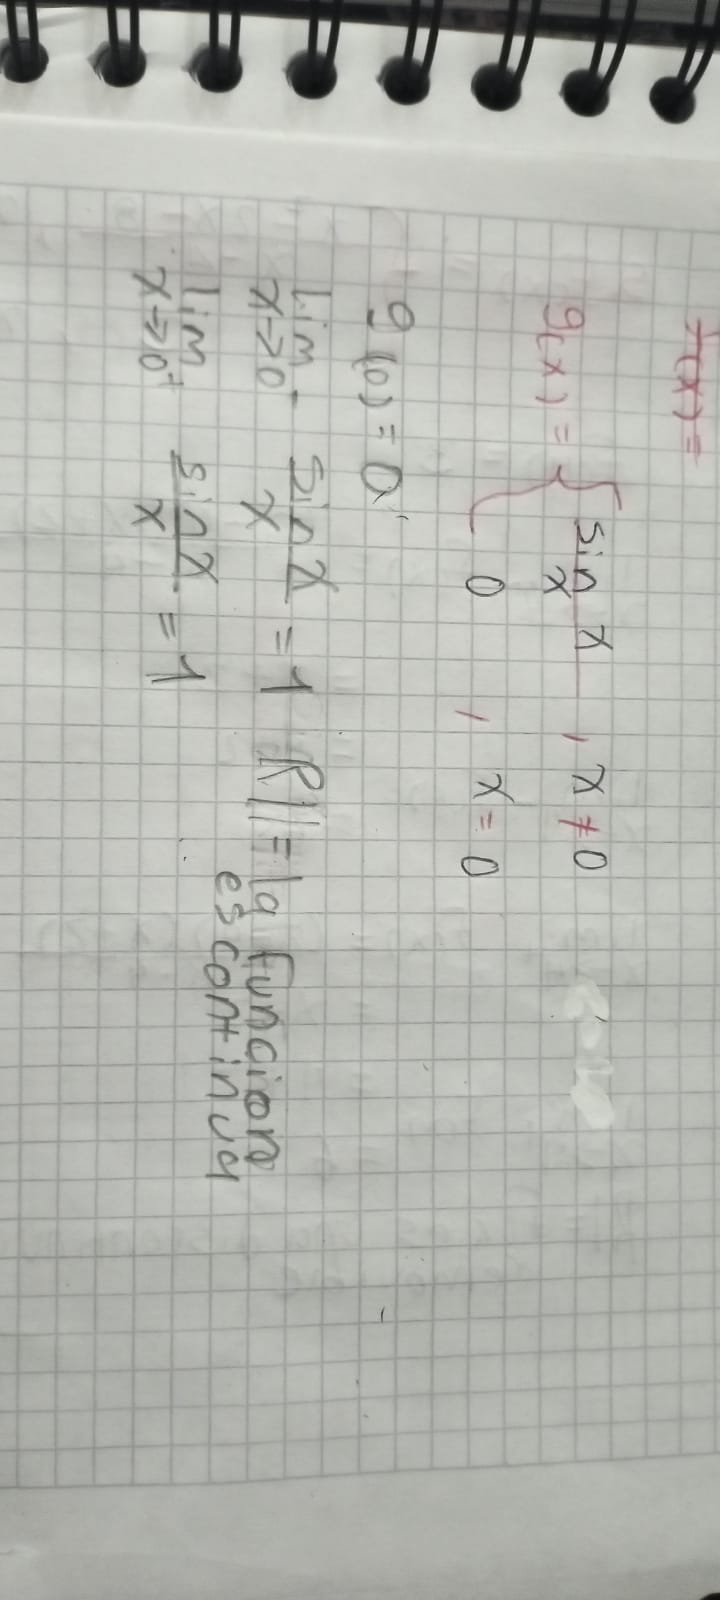 f(x) =
g(x) = { sin x / x , x ≠ 0
0 , x = 0
g(0) = 0
Lim x→0⁻ sin x / x = 1 R|| = la funcion
es continua
lim x→0⁺ sin x / x = 1